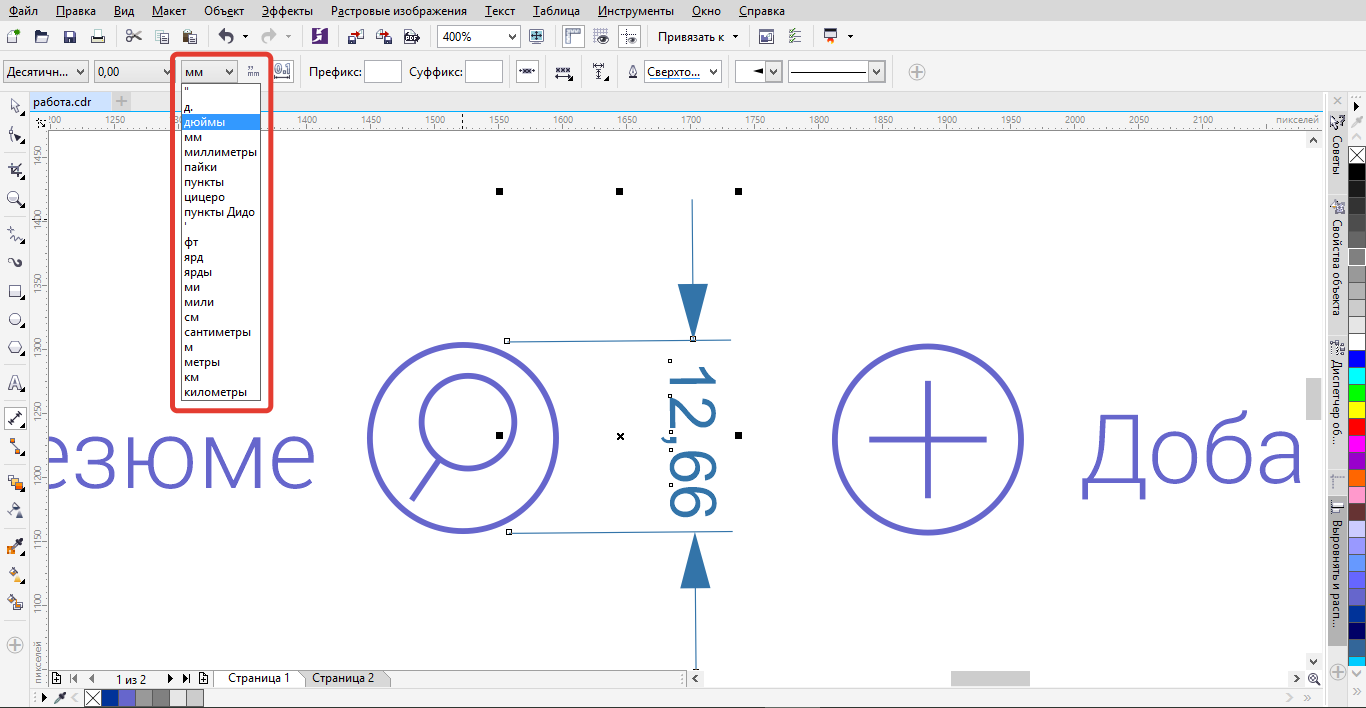 Файл Правка Вид Макет Объект Эффекты Растровые изображения Текст Таблица Инструменты Окно Справка
400% Привязать к
Десятичн... 0,00 мм " mm 0.1 Префикс: Суффикс: Сверхто...
работа.cdr
"
д.
дюймы
мм
миллиметры
пайки
пункты
цицеро
пункты Дидо
'
фт
ярд
ярды
ми
мили
см
сантиметры
м
метры
км
километры
1200 1250 1400 1450 1500 1550 1600 1650 1700 1750 1800 1850 1900 1950 2000 2050 2100 пикселей
1450
1400
1350
1300
1250
1200
1150
1100
пикселей
12,66
езюме
Доба
Советы
Свойства объекта
Диспетчер об...
Выровнять и расп...
1 из 2 Страница 1 Страница 2